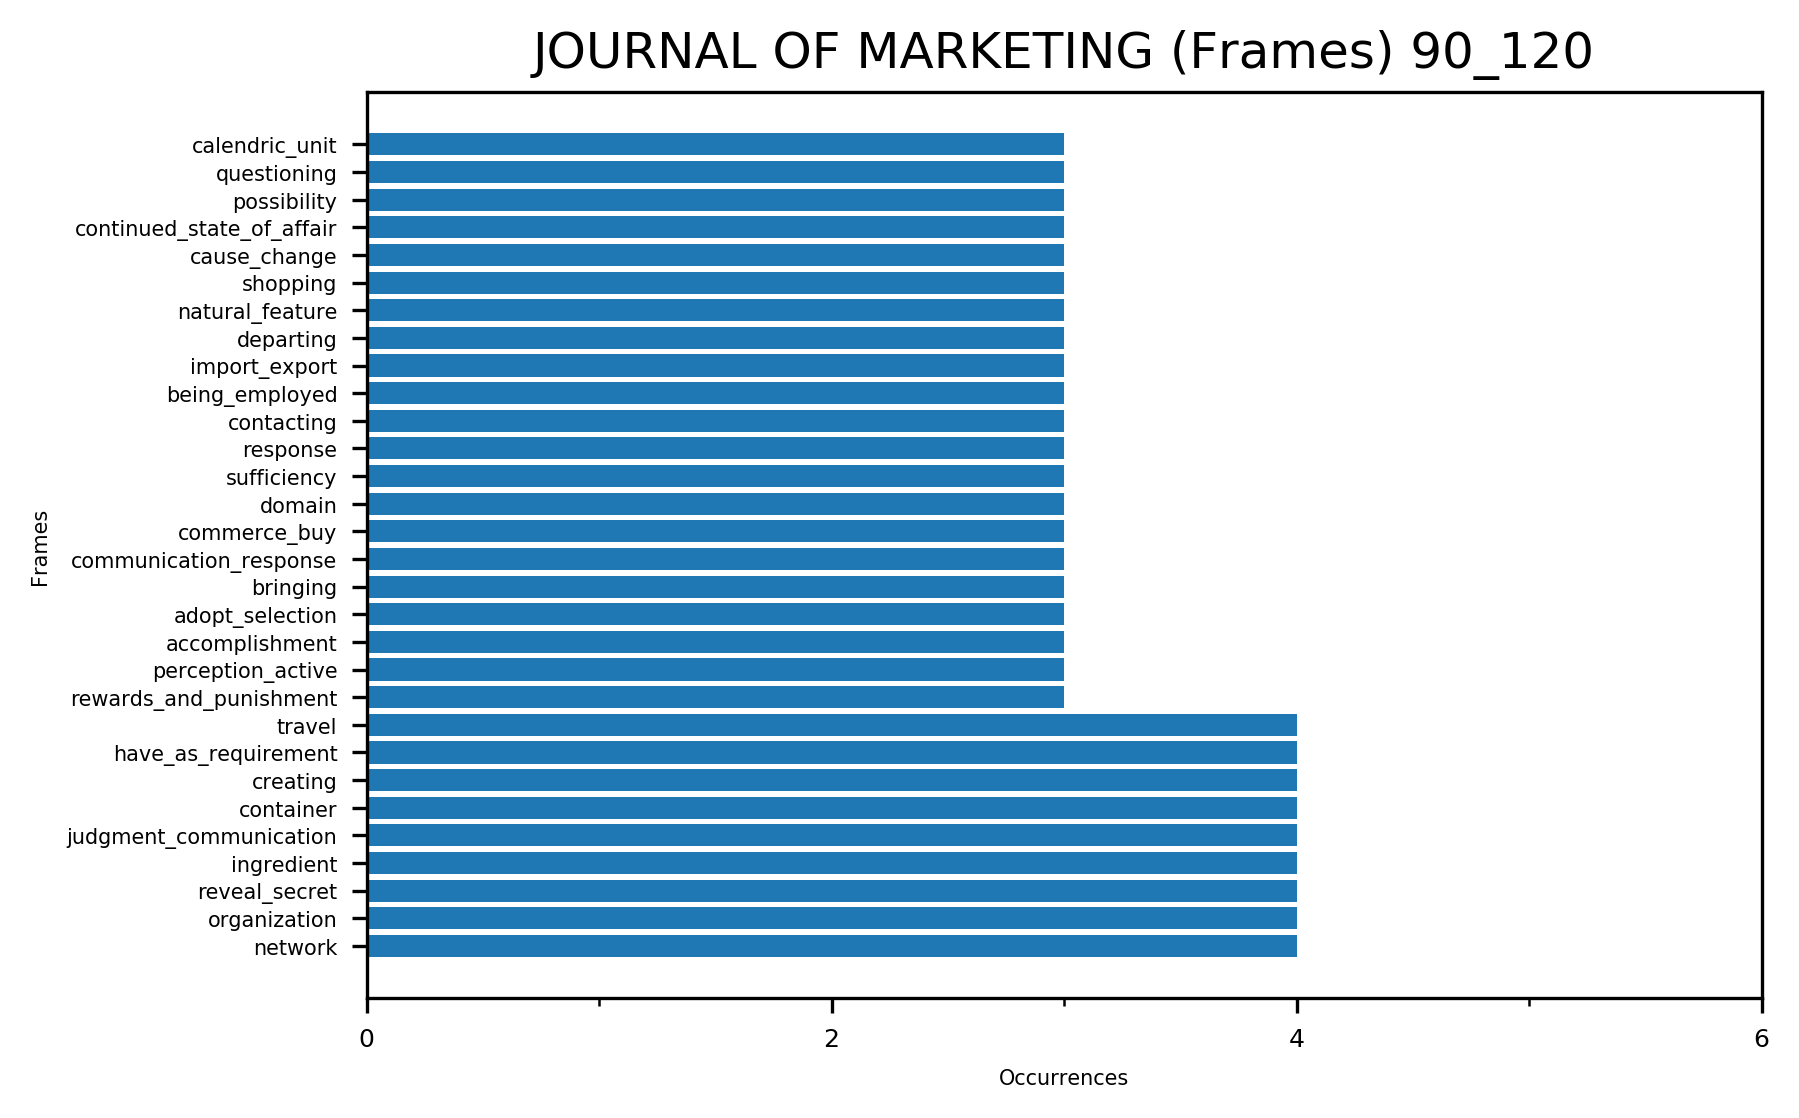 JOURNAL OF MARKETING (Frames) 90_120
calendric_unit
questioning
possibility
continued_state_of_affair
cause_change
shopping
natural_feature
departing
import_export
being_employed
contacting
response
sufficiency
domain
commerce_buy
communication_response
bringing
adopt_selection
accomplishment
perception_active
rewards_and_punishment
travel
have_as_requirement
creating
container
judgment_communication
ingredient
reveal_secret
organization
network
Frames
0 2 4 6
Occurrences